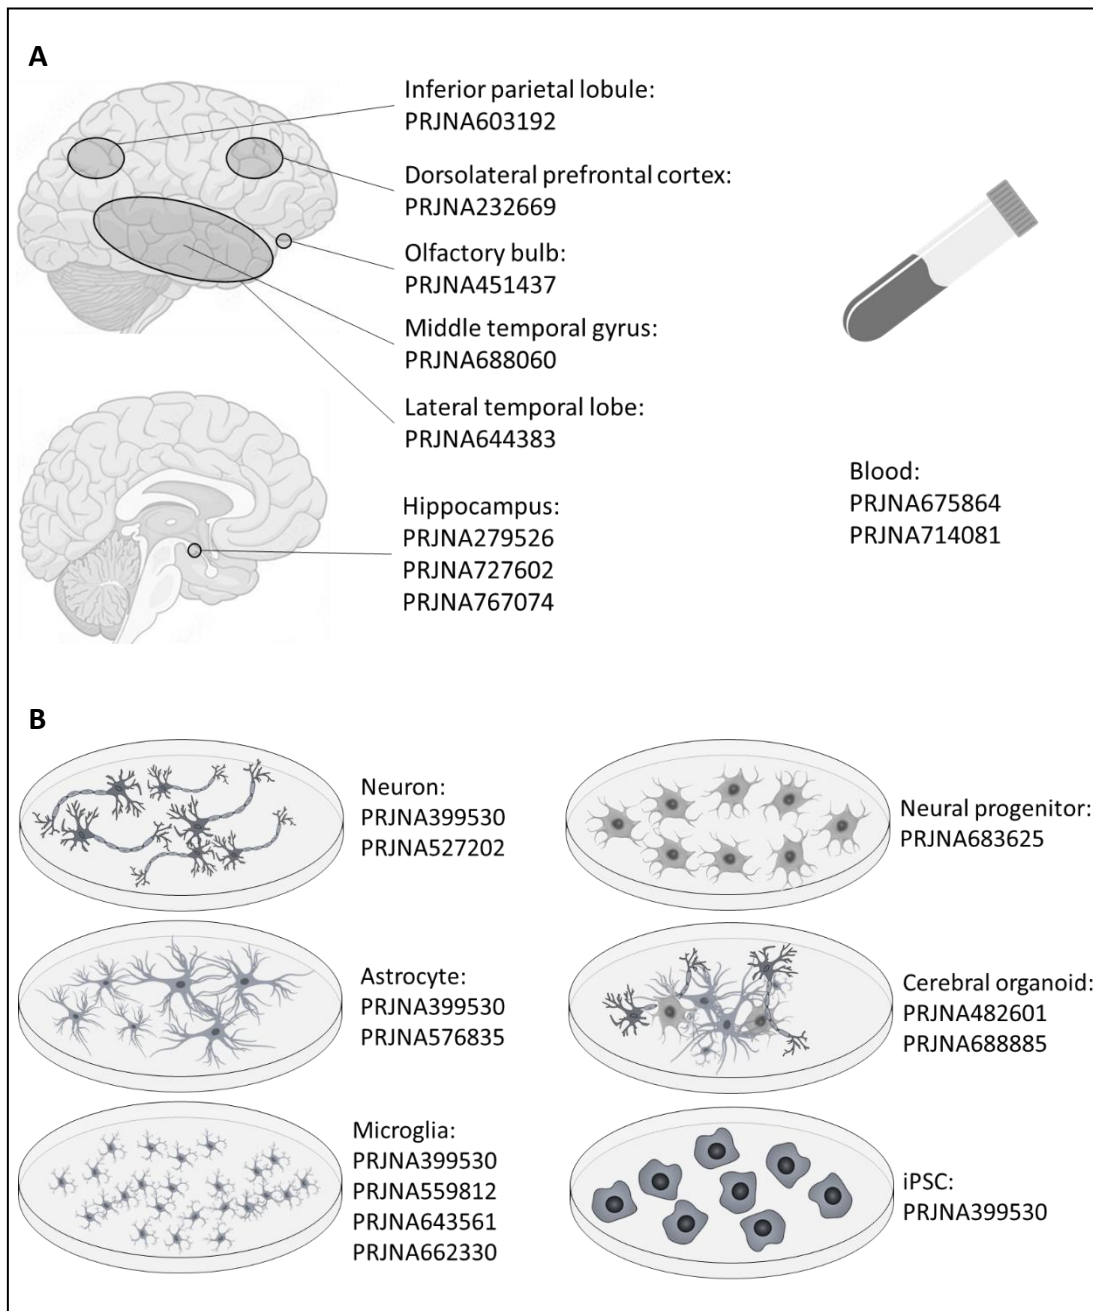 A
Inferior parietal lobule:
PRJNA603192
Dorsolateral prefrontal cortex:
PRJNA232669
Olfactory bulb:
PRJNA451437
Middle temporal gyrus:
PRJNA688060
Lateral temporal lobe:
PRJNA644383
Hippocampus:
PRJNA279526
PRJNA727602
PRJNA767074
Blood:
PRJNA675864
PRJNA714081
B
Neuron:
PRJNA399530
PRJNA527202
Neural progenitor:
PRJNA683625
Astrocyte:
PRJNA399530
PRJNA576835
Cerebral organoid:
PRJNA482601
PRJNA688885
Microglia:
PRJNA399530
PRJNA559812
PRJNA643561
PRJNA662330
iPSC:
PRJNA399530